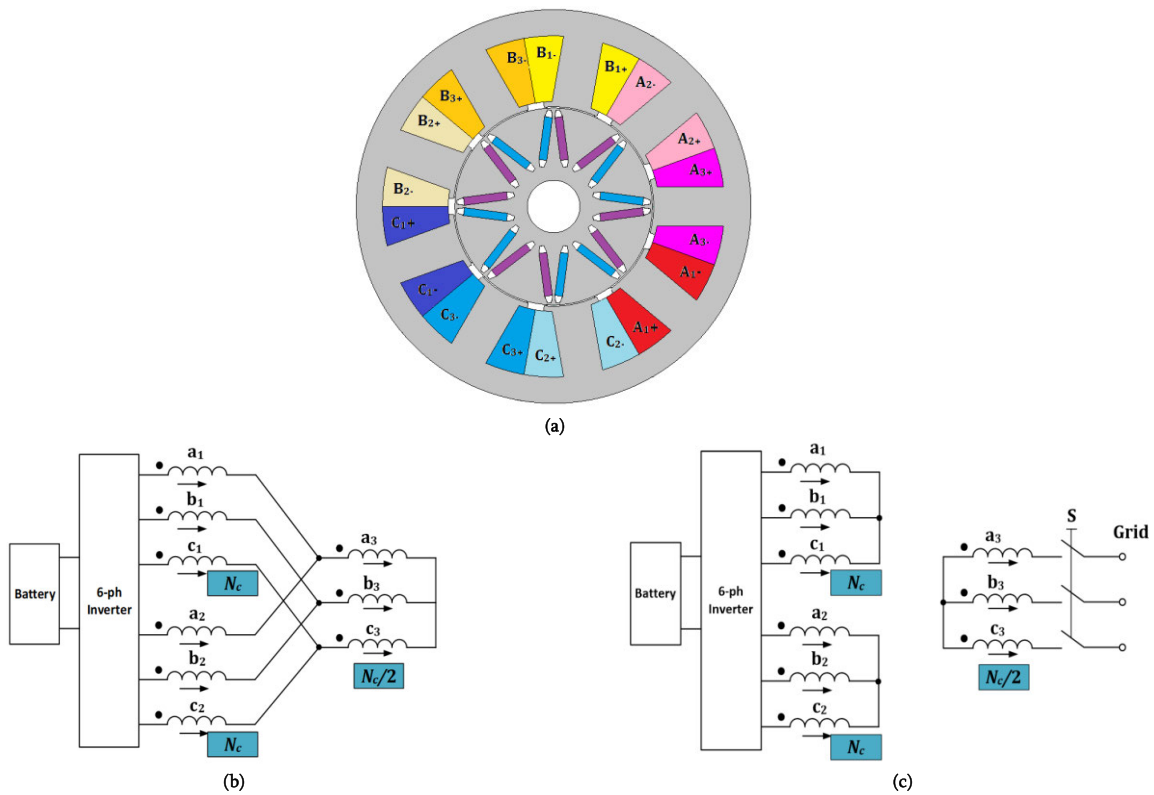 B3- B1- B1+ A2-
B3+ B2+ A2+ A3+
B2- C1+ A3- A1-
C1- C3- C3+ C2+ C2- A1+
(a)
a1
b1
c1
Nc
Battery
6-ph
Inverter
a2
b2
c2
Nc
a3
b3
c3
Nc/2
(b)
a1
b1
c1
Nc
Battery
6-ph
Inverter
a2
b2
c2
Nc
a3
b3
c3
Nc/2
S
Grid
(c)